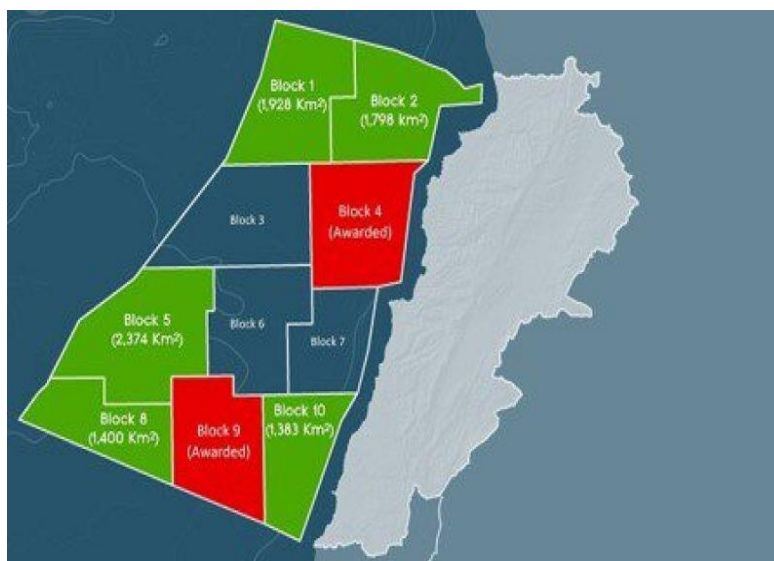 Block 1
(1,928 Km²)
Block 2
(1,798 km²)
Block 3
Block 4
(Awarded)
Block 5
(2,374 Km²)
Block 6
Block 7
Block 8
(1,400 Km²)
Block 9
(Awarded)
Block 10
(1,383 Km²)